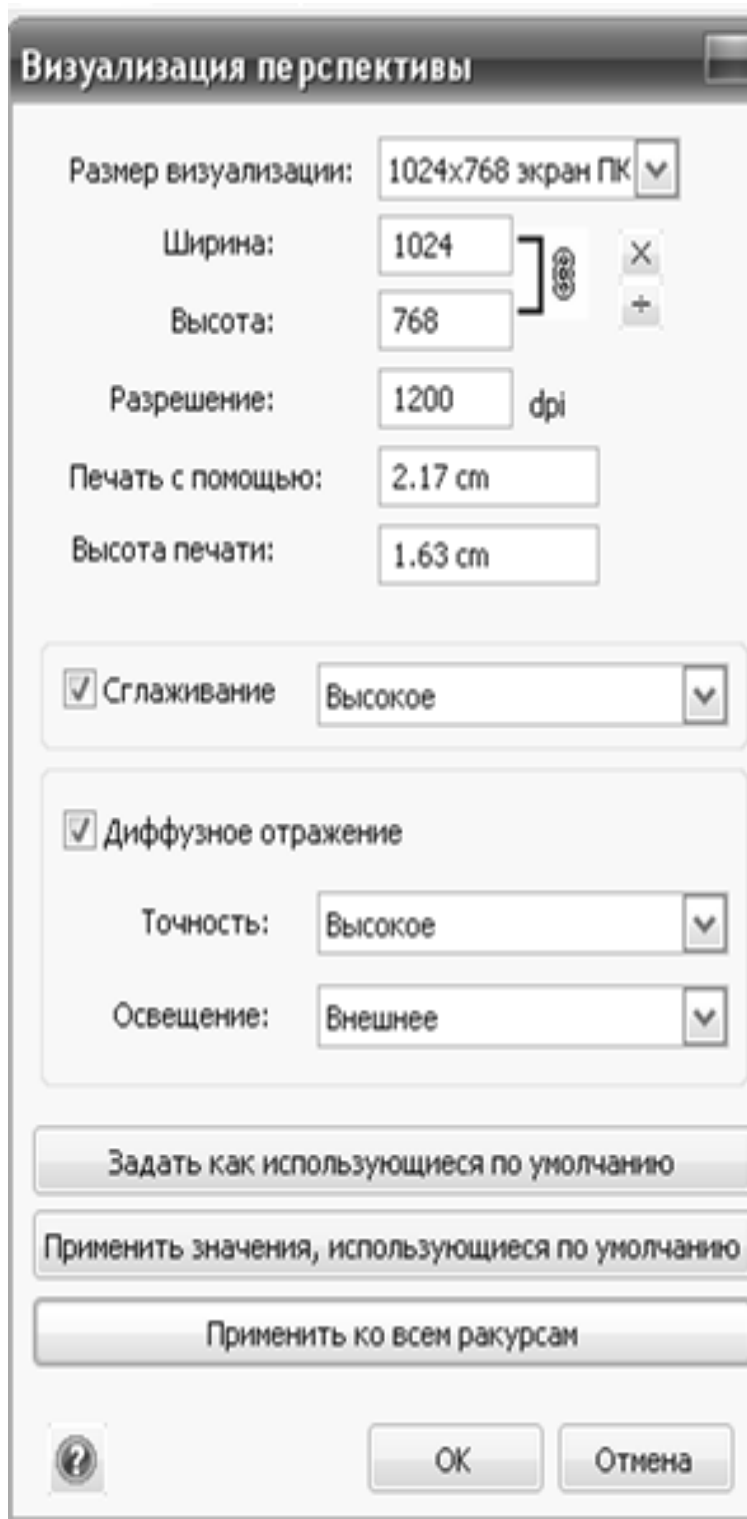 Визуализация перспективы
Размер визуализации: 1024x768 экран ПК
Ширина: 1024
Высота: 768
Разрешение: 1200 dpi
Печать с помощью: 2.17 cm
Высота печати: 1.63 cm
Сглаживание Высокое
Диффузное отражение
Точность: Высокое
Освещение: Внешнее
Задать как использующиеся по умолчанию
Применить значения, использующиеся по умолчанию
Применить ко всем ракурсам
OK Отмена